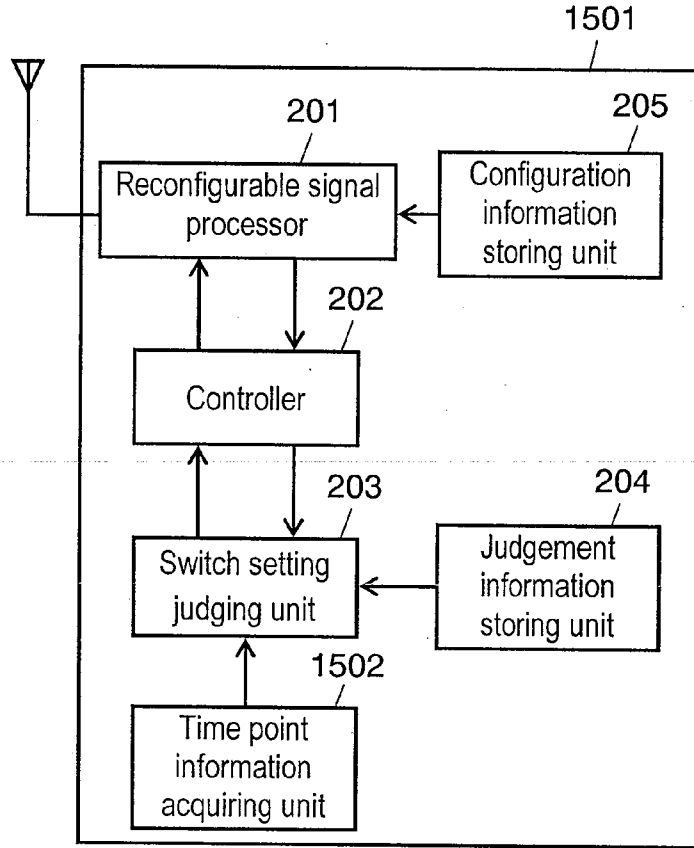 1501
201
205
Reconfigurable signal
processor
Configuration
information
storing unit
202
Controller
203
204
Switch setting
judging unit
Judgement
information
storing unit
1502
Time point
information
acquiring unit